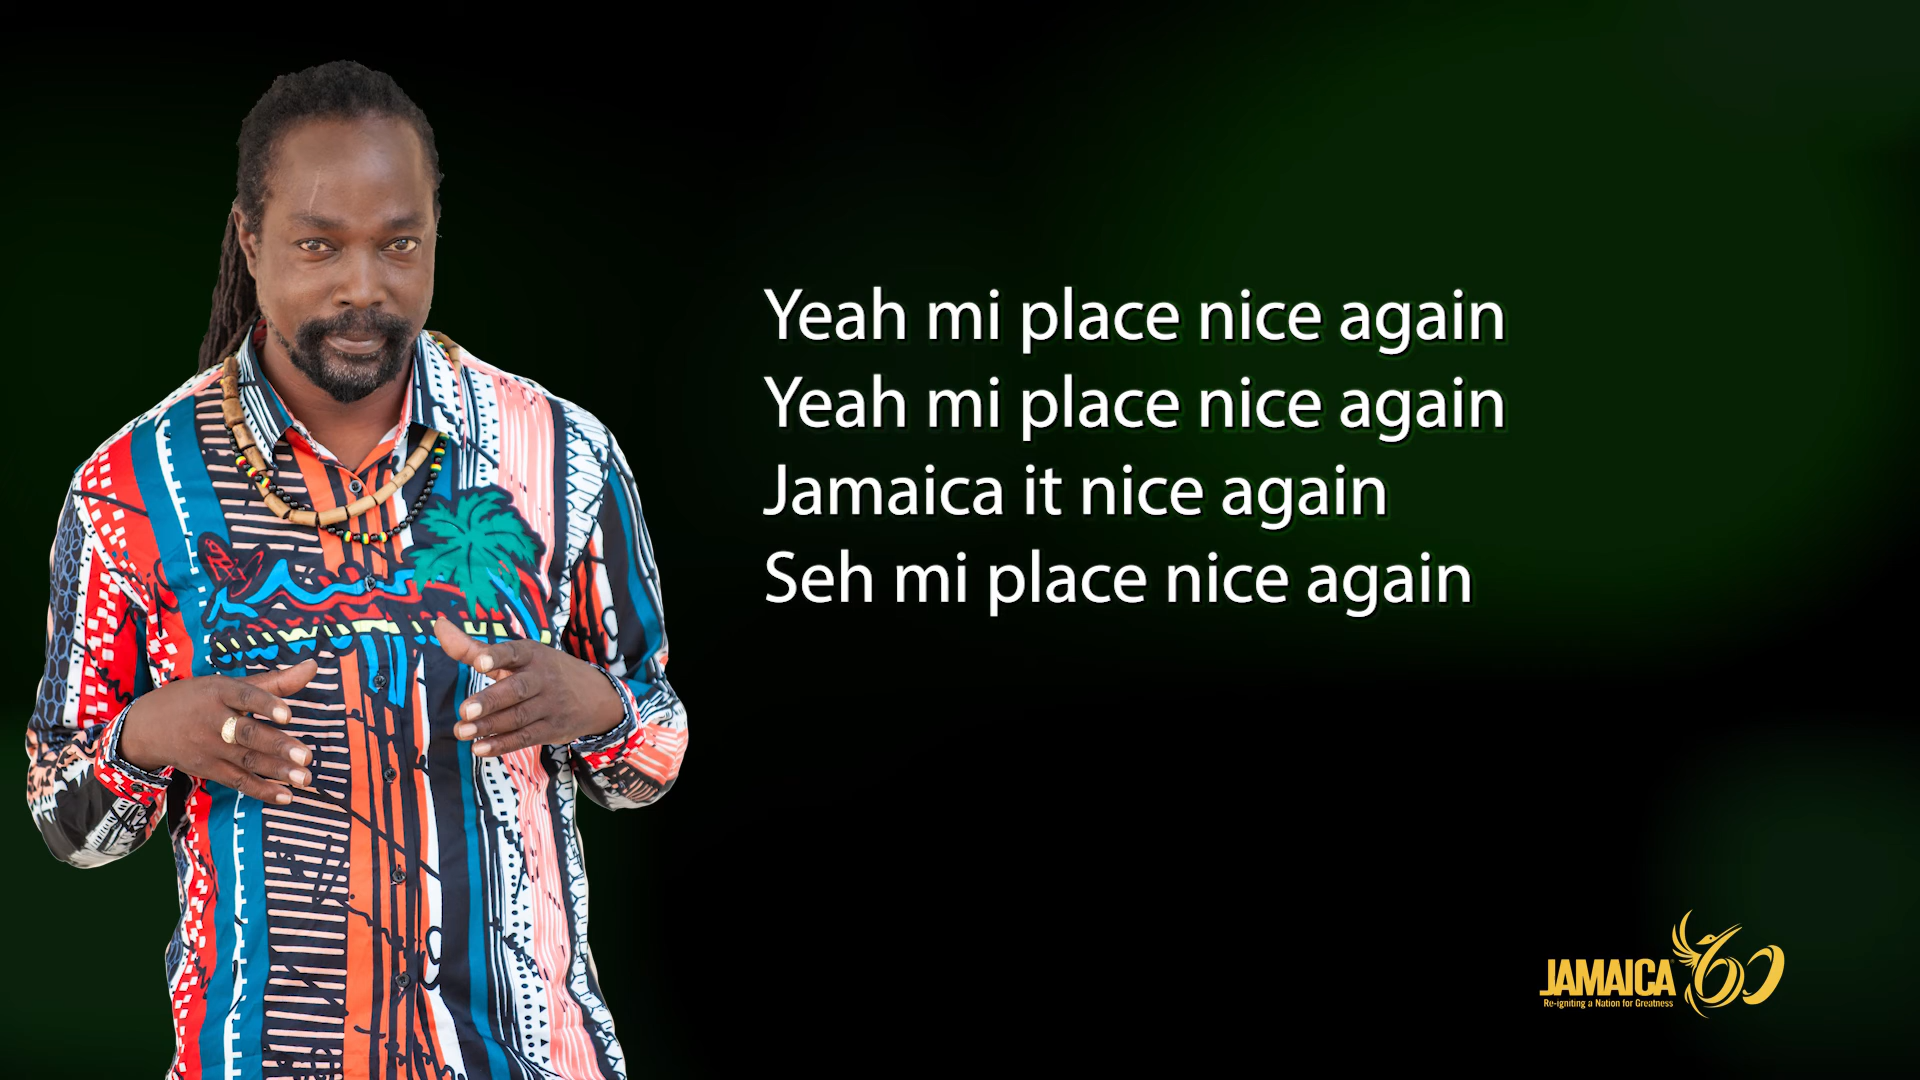 Yeah mi place nice again
Yeah mi place nice again
Jamaica it nice again
Seh mi place nice again
JAMAICA 60
Re-igniting a Nation for Greatness